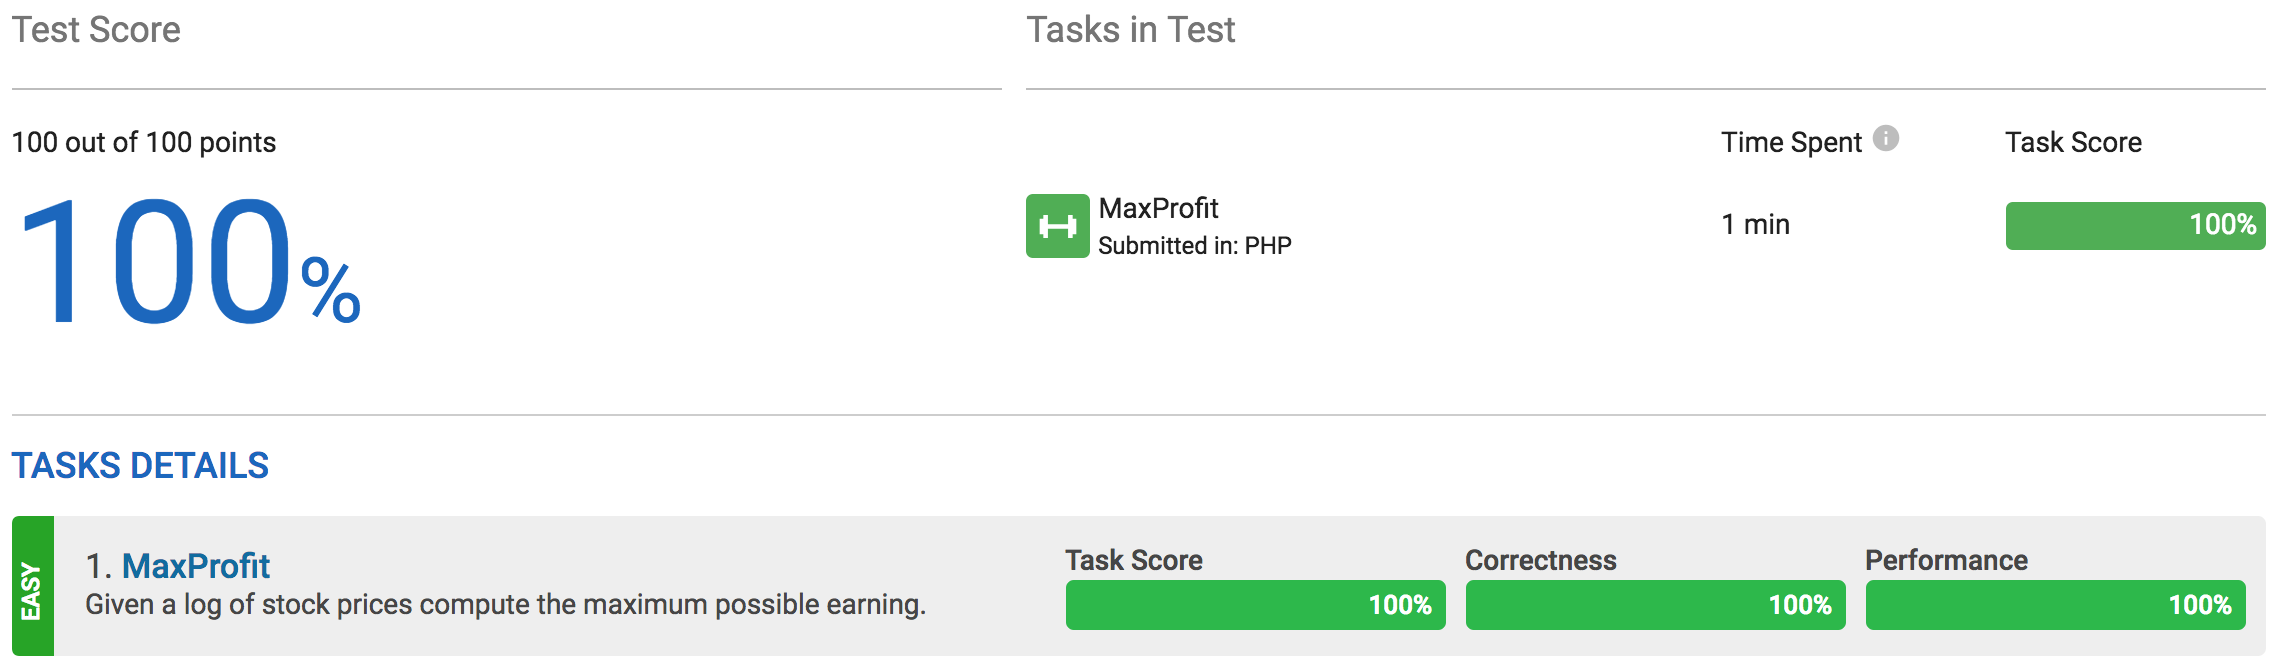 Test Score
Tasks in Test
100 out of 100 points
Time Spent
Task Score
100%
MaxProfit
Submitted in: PHP
1 min
100%
TASKS DETAILS
EASY
1. MaxProfit
Given a log of stock prices compute the maximum possible earning.
Task Score
100%
Correctness
100%
Performance
100%